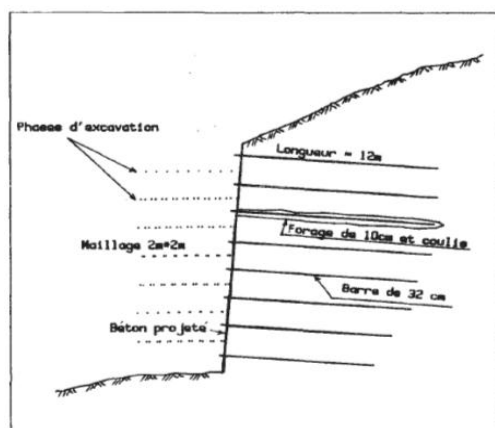 Longueur = 12m
Phases d'excavation
Forage de 10cm et coulis
Maillage 2m*2m
Barre de 32 cm
Béton projeté